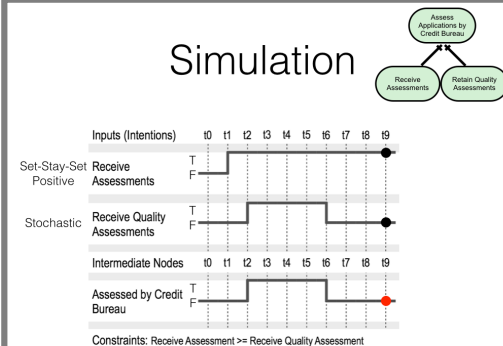 Simulation
Assess
Applications by
Credit Bureau
Receive
Assessments
Retain Quality
Assessments
Inputs (Intentions) t0 t1 t2 t3 t4 t5 t6 t7 t8 t9
Set-Stay-Set
Positive
Receive
Assessments
T
F
Stochastic
Receive Quality
Assessments
T
F
Intermediate Nodes t0 t1 t2 t3 t4 t5 t6 t7 t8 t9
Assessed by Credit
Bureau
T
F
Constraints: Receive Assessment >= Receive Quality Assessment